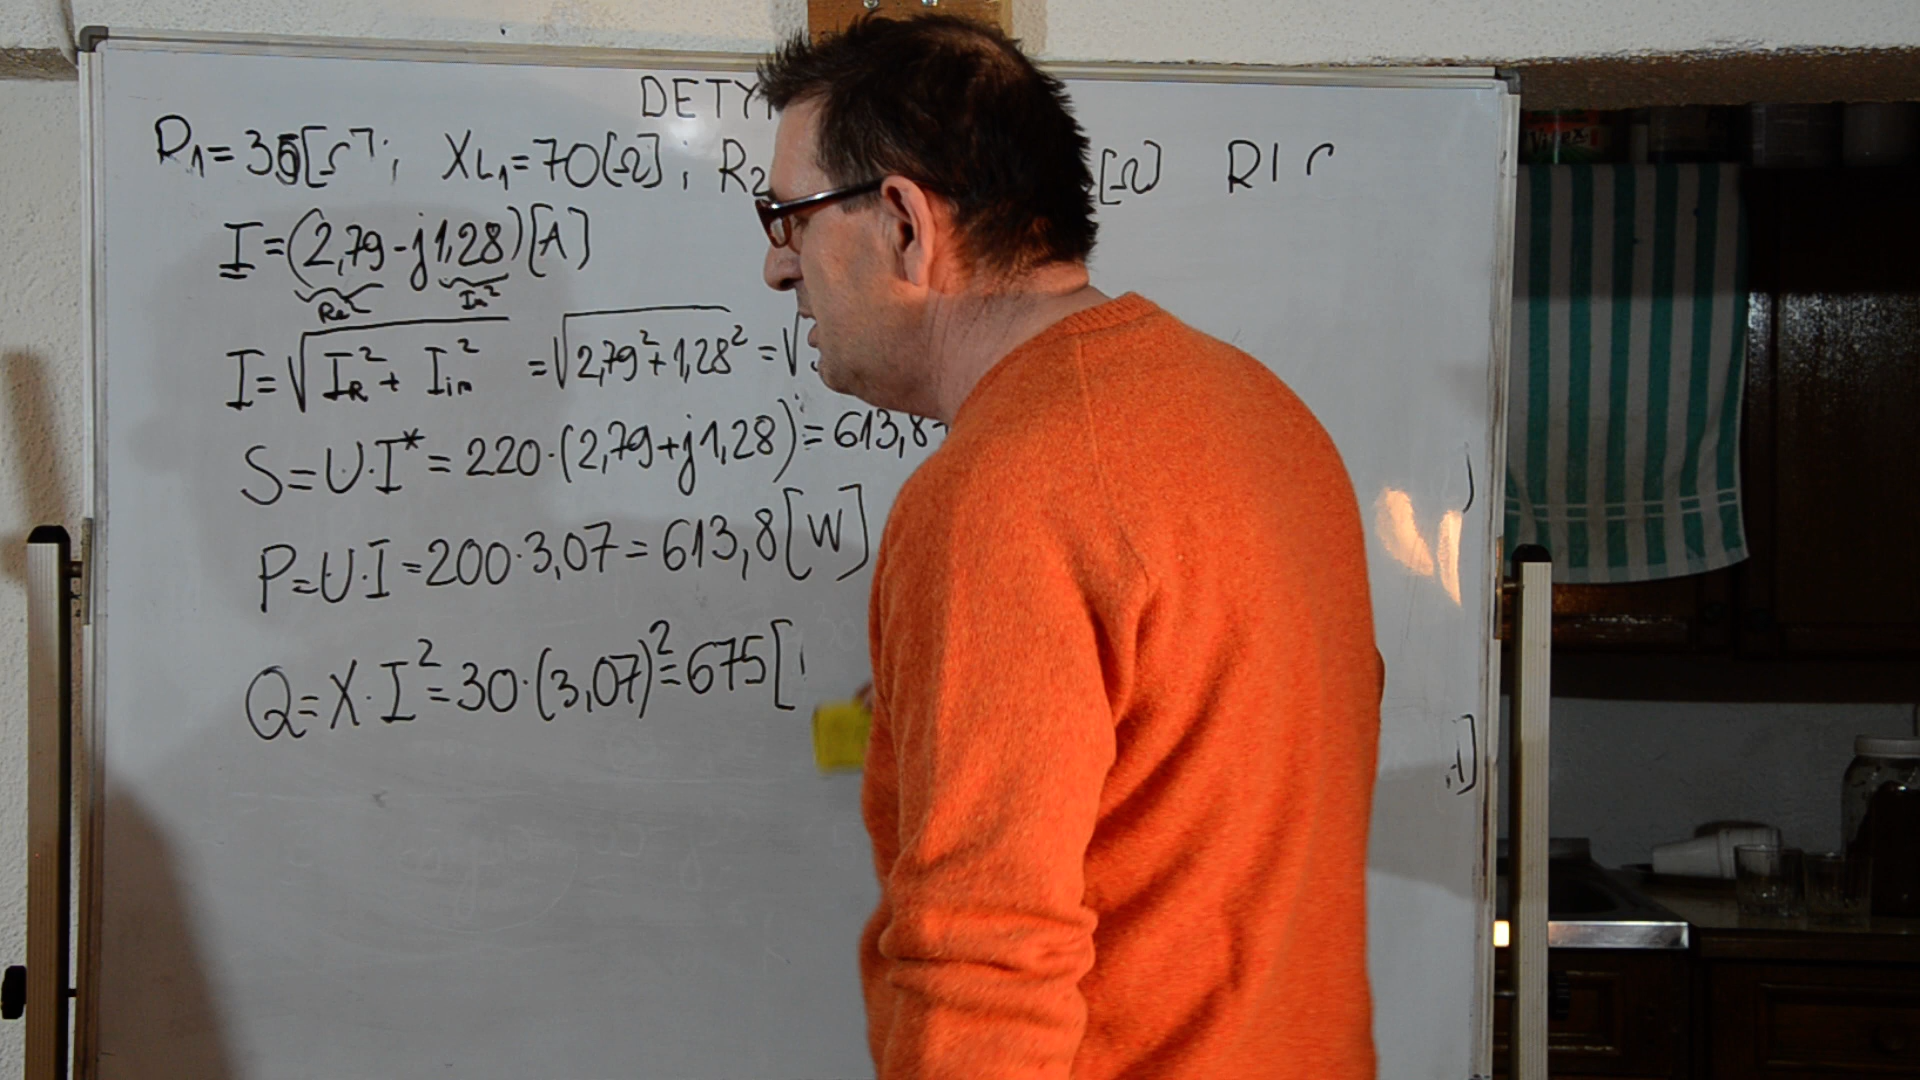 DETY
R1=35[Ω]; XL1=70[Ω]; R2 [Ω] RLC
I=(2,79-j1,28)[A]
Re Im
I=√IR²+Iim² =√2,79²+1,28² =√
S=U·I*=220·(2,79+j1,28)=613,8+
P=U·I=200·3,07=613,8[W]
Q=X·I²=30·(3,07)²=675[